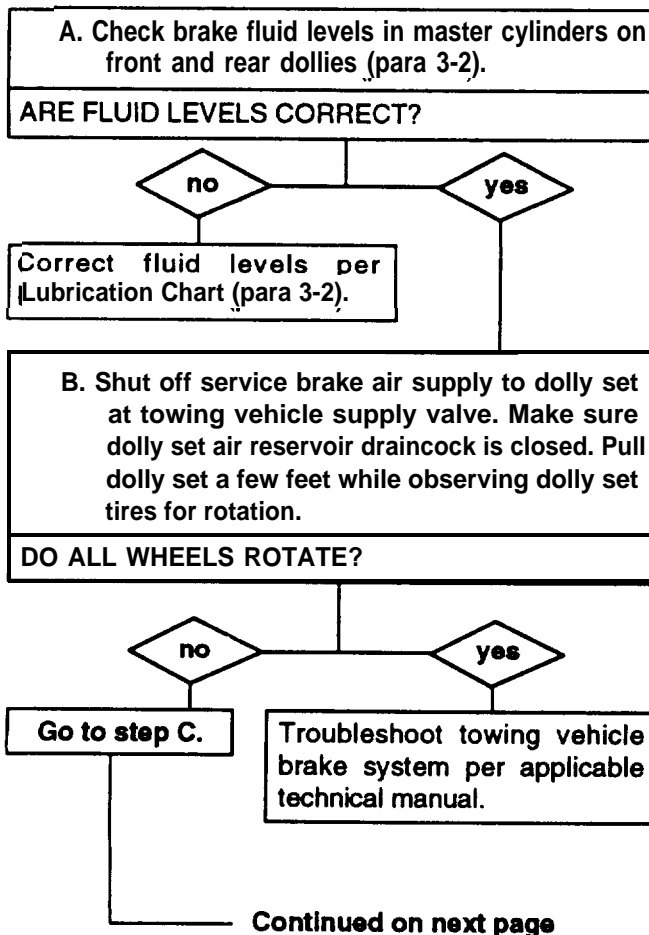 A. Check brake fluid levels in master cylinders on
front and rear dollies (para 3-2).
ARE FLUID LEVELS CORRECT?
no
yes
Correct fluid levels per
Lubrication Chart (para 3-2).
B. Shut off service brake air supply to dolly set
at towing vehicle supply valve. Make sure
dolly set air reservoir draincock is closed. Pull
dolly set a few feet while observing dolly set
tires for rotation.
DO ALL WHEELS ROTATE?
no
yes
Go to step C.
Troubleshoot towing vehicle
brake system per applicable
technical manual.
Continued on next page